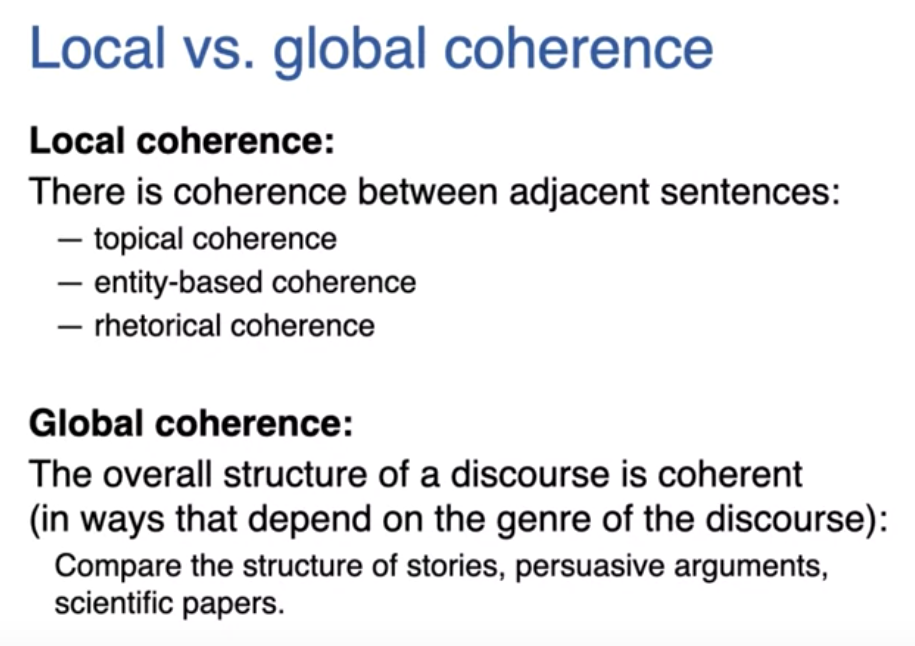 Local vs. global coherence
Local coherence:
There is coherence between adjacent sentences:
— topical coherence
— entity-based coherence
— rhetorical coherence
Global coherence:
The overall structure of a discourse is coherent
(in ways that depend on the genre of the discourse):
Compare the structure of stories, persuasive arguments,
scientific papers.